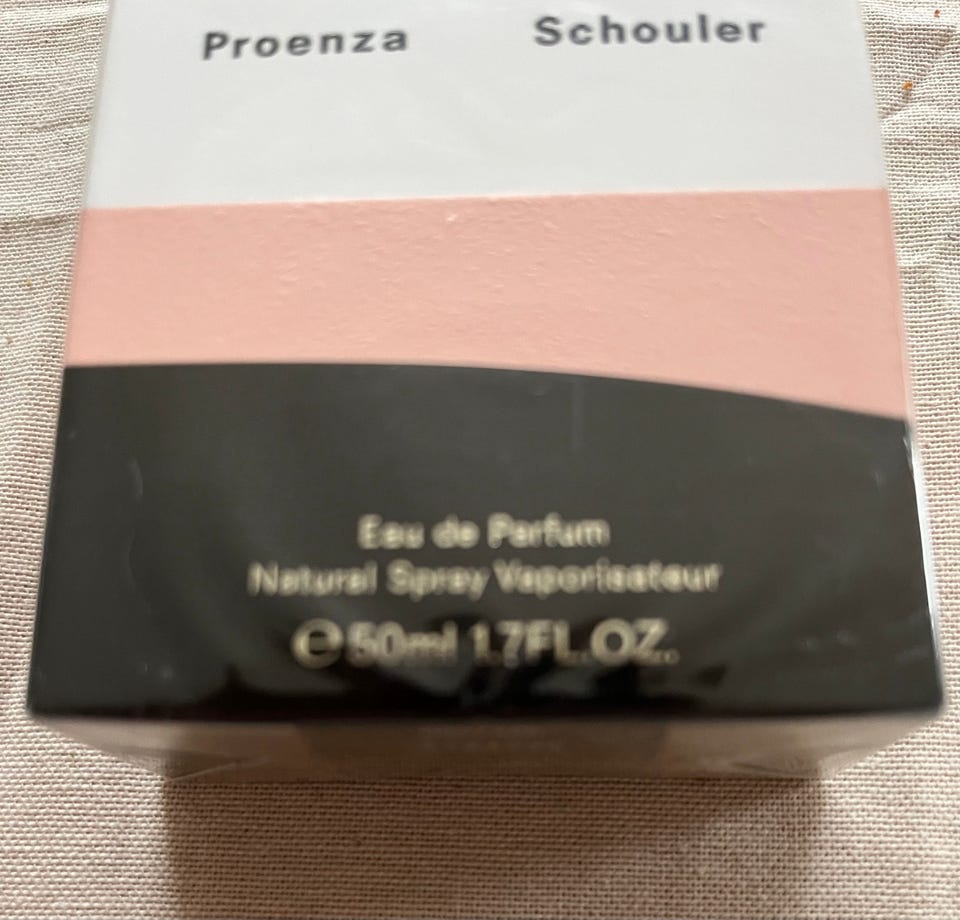 Proenza Schouler
Eau de Parfum
Natural Spray Vaporisateur
℮50ml 1.7FL.OZ.